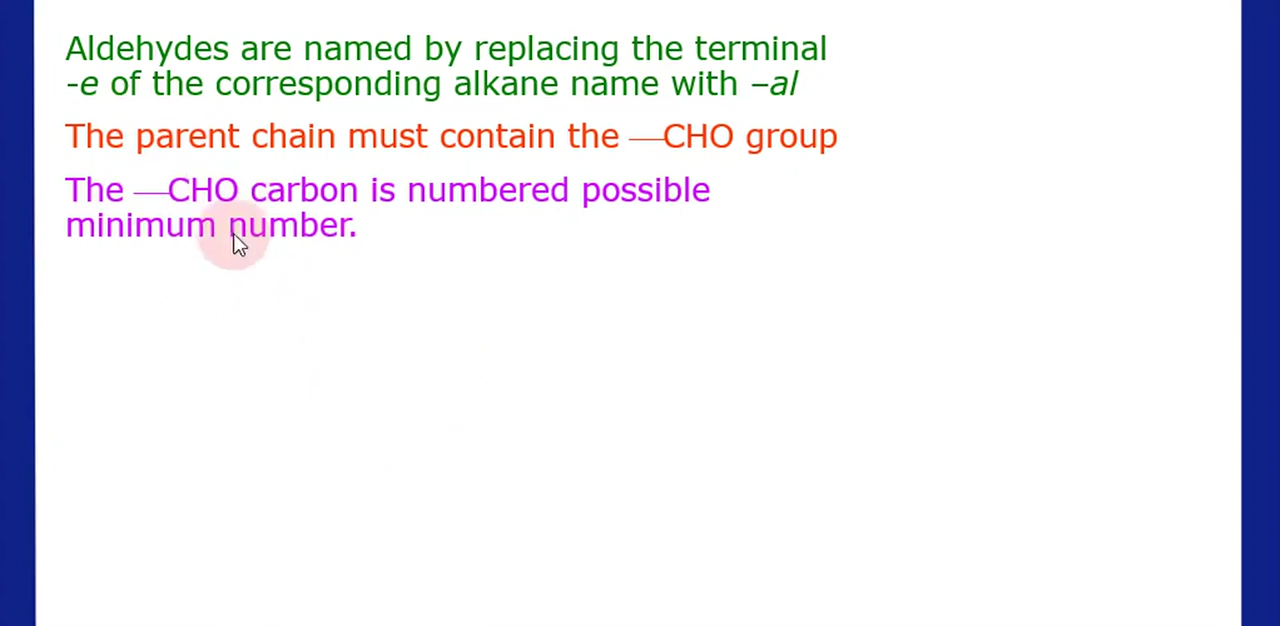 Aldehydes are named by replacing the terminal
-e of the corresponding alkane name with –al
The parent chain must contain the —CHO group
The —CHO carbon is numbered possible
minimum number.